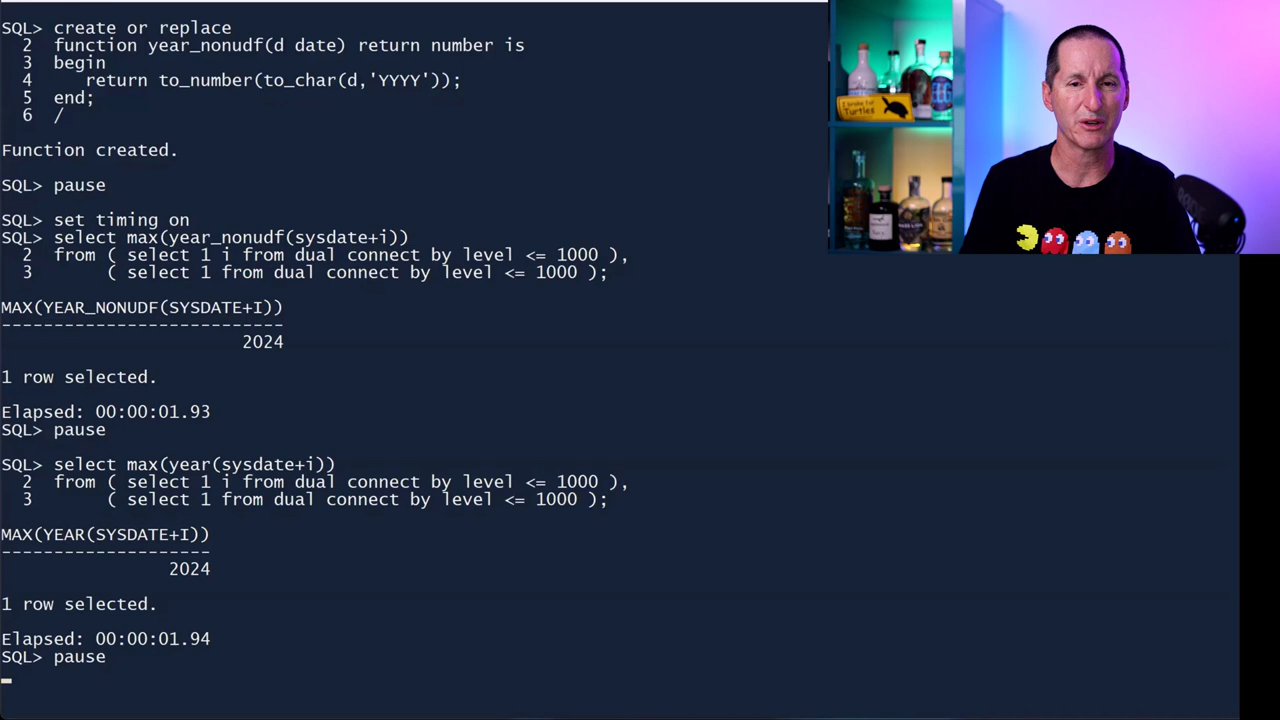 SQL> create or replace
  2  function year_nonudf(d date) return number is
  3  begin
  4     return to_number(to_char(d,'YYYY'));
  5  end;
  6  /
Function created.
SQL> pause
SQL> set timing on
SQL> select max(year_nonudf(sysdate+i))
  2  from ( select 1 i from dual connect by level <= 1000 ),
  3       ( select 1 from dual connect by level <= 1000 );
MAX(YEAR_NONUDF(SYSDATE+I))
---------------------------
                       2024
1 row selected.
Elapsed: 00:00:01.93
SQL> pause
SQL> select max(year(sysdate+i))
  2  from ( select 1 i from dual connect by level <= 1000 ),
  3       ( select 1 from dual connect by level <= 1000 );
MAX(YEAR(SYSDATE+I))
--------------------
                2024
1 row selected.
Elapsed: 00:00:01.94
SQL> pause
I brake for
Turtles